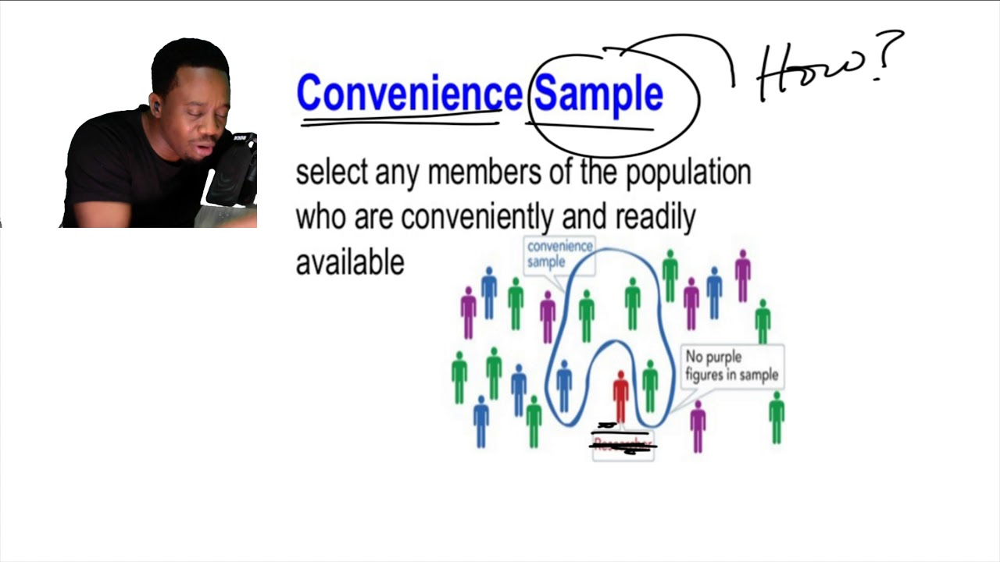 Convenience Sample
How?
select any members of the population
who are conveniently and readily
available
convenience
sample
No purple
figures in sample
Researcher